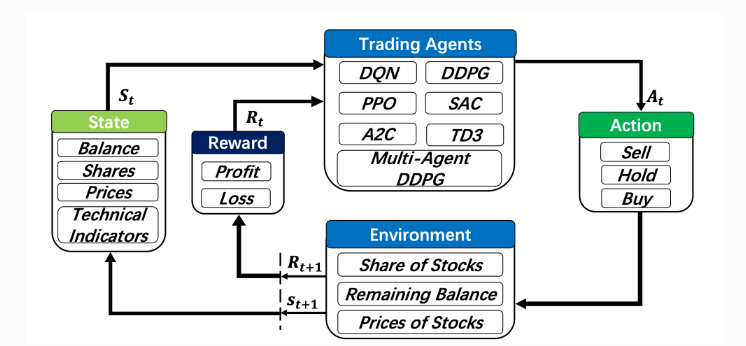 Trading Agents
DQN DDPG
PPO SAC
A2C TD3
Multi-Agent
DDPG
S_t
R_t
A_t
State
Balance
Shares
Prices
Technical
Indicators
Reward
Profit
Loss
Action
Sell
Hold
Buy
Environment
Share of Stocks
Remaining Balance
Prices of Stocks
R_{t+1}
s_{t+1}